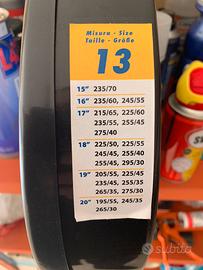 Misura - Size
Taille - Größe
13
15" 235/70
16" 235/60, 245/55
17" 215/65, 225/60
235/55, 255/45
275/40
18" 225/50, 225/55
245/45, 255/40
255/45, 295/30
19" 205/55, 225/45
235/45, 255/35
265/35, 275/30
20" 195/55, 245/35
265/30
subito